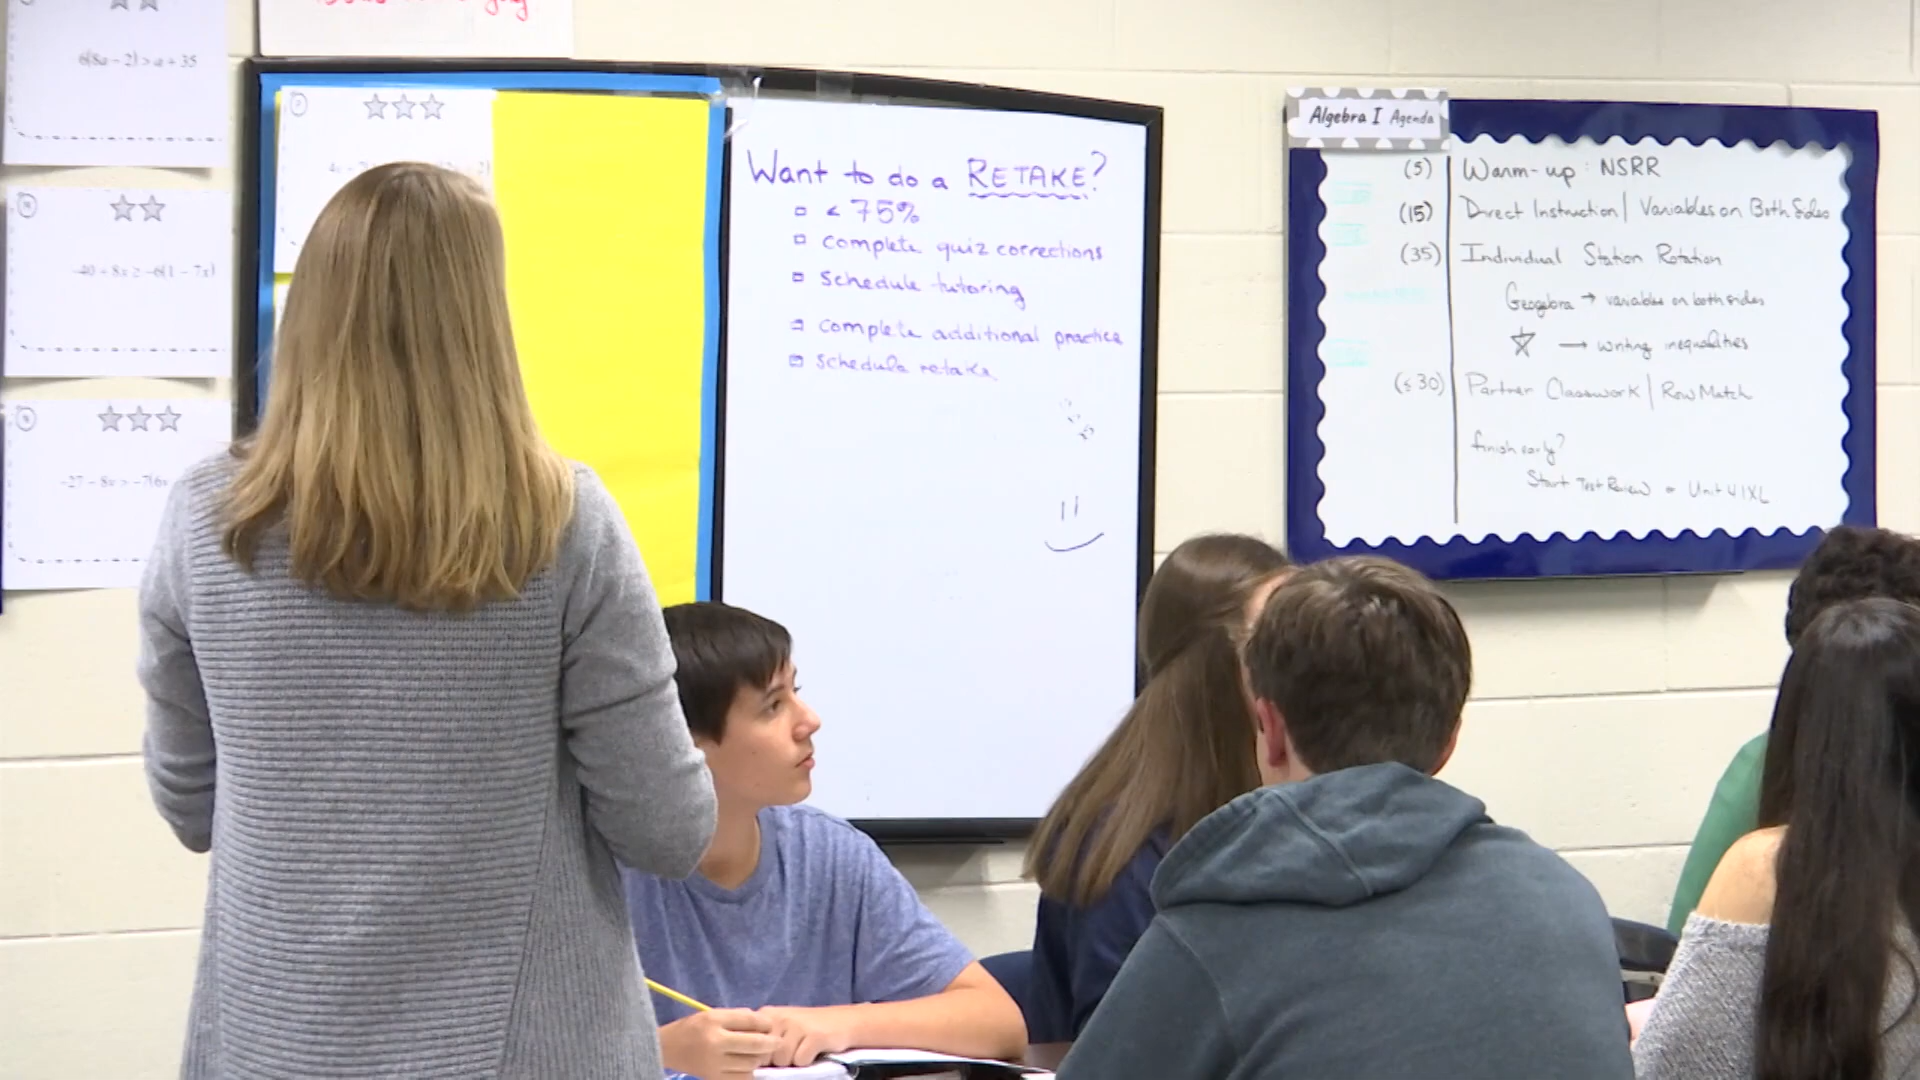 6(8a − 2) > a + 35
-40 + 8x ≥ -6(1 - 7x)
-27 - 8x > -7(6x
Want to do a RETAKE?
< 75%
complete quiz corrections
schedule tutoring
complete additional practice
schedule retake
Algebra I Agenda
(5) Warm-up: NSRR
(15) Direct Instruction | Variables on Both Sides
(35) Individual Station Rotation
Geogebra → variables on both sides
☆ → writing inequalities
(≤30) Partner Classwork | Row Match
finish early?
Start Test Review or Unit 4 IXL